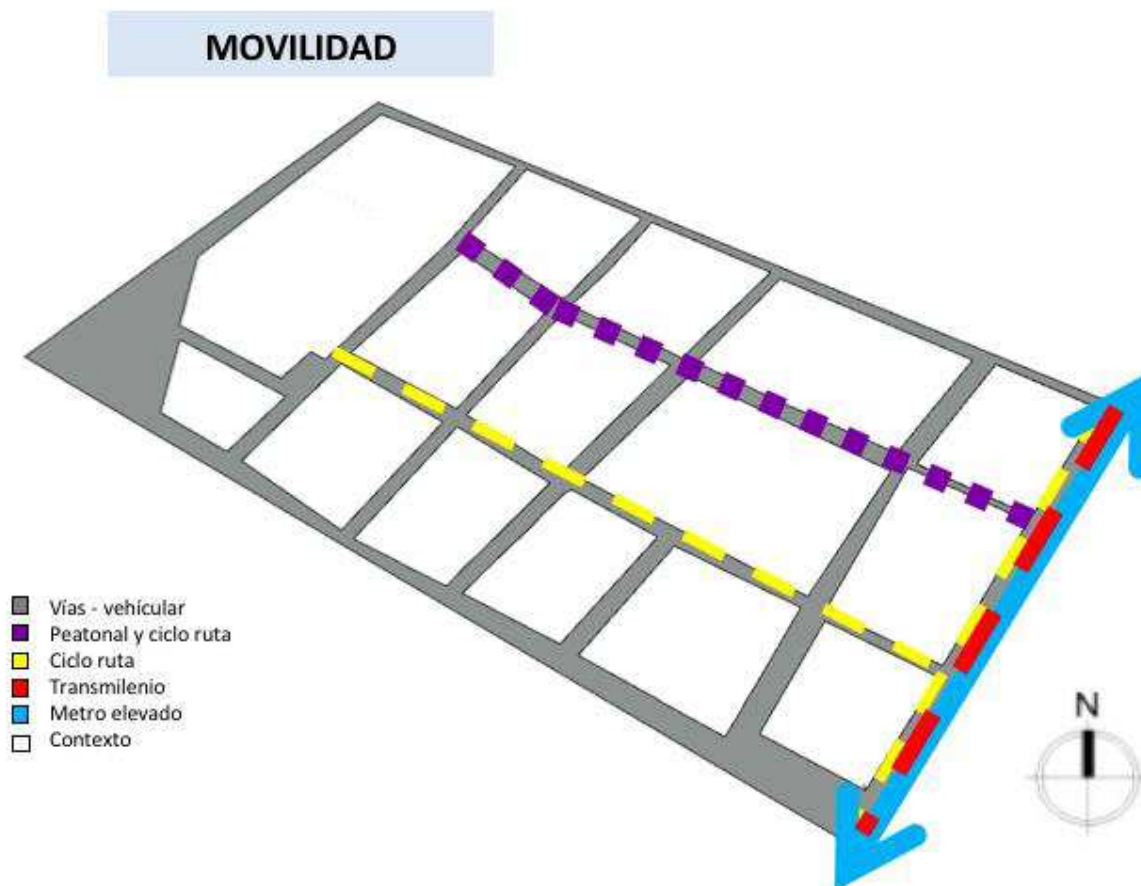 MOVILIDAD
Vías - vehícular
Peatonal y ciclo ruta
Ciclo ruta
Transmilenio
Metro elevado
Contexto
N